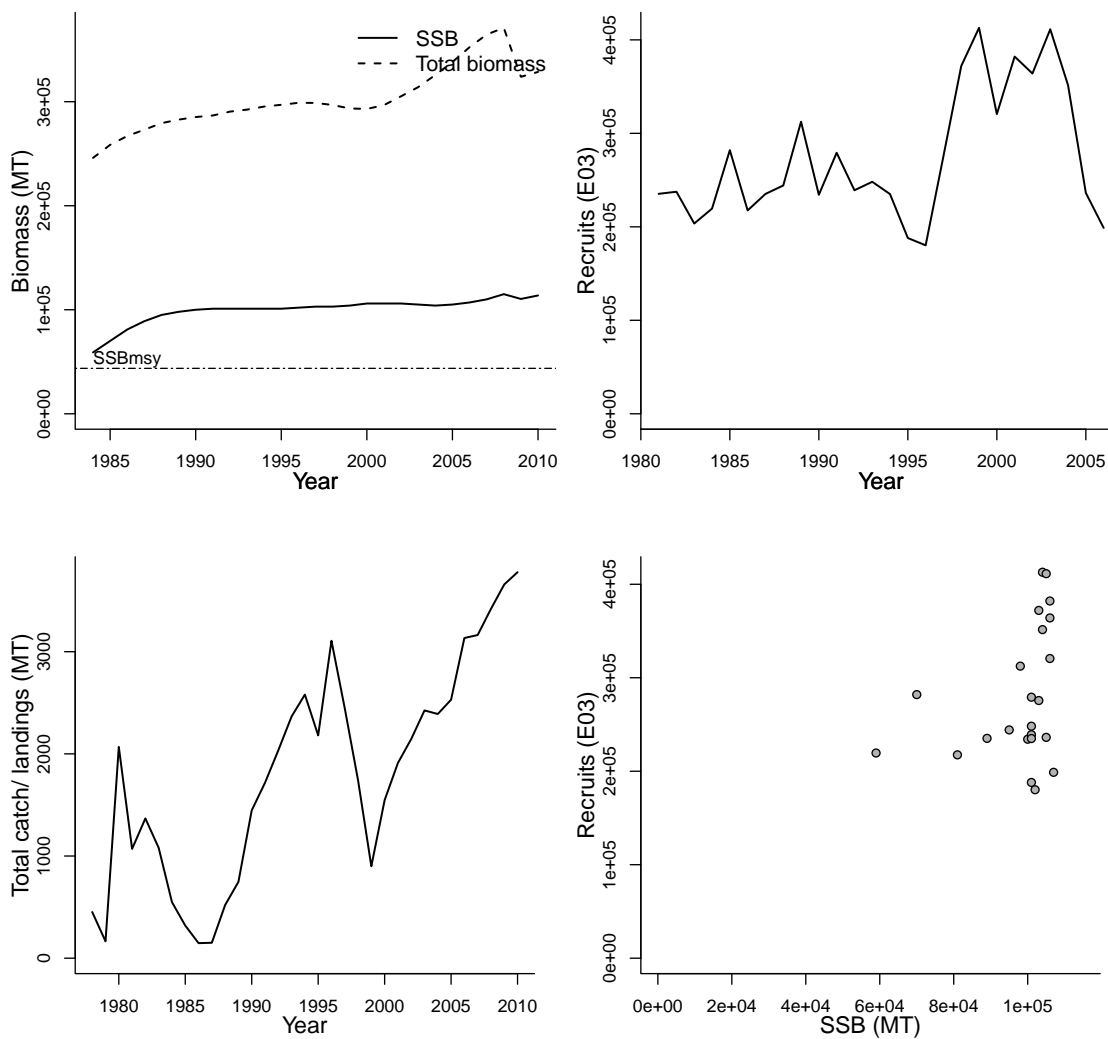 SSB
Total biomass
Biomass (MT)
0e+00 1e+05 2e+05 3e+05
SSBmsy
1985 1990 1995 2000 2005 2010
Year
Recruits (E03)
0e+00 1e+05 2e+05 3e+05 4e+05
1980 1985 1990 1995 2000 2005
Year
Total catch/ landings (MT)
0 1000 2000 3000
1980 1985 1990 1995 2000 2005 2010
Year
Recruits (E03)
0e+00 1e+05 2e+05 3e+05 4e+05
0e+00 2e+04 4e+04 6e+04 8e+04 1e+05
SSB (MT)